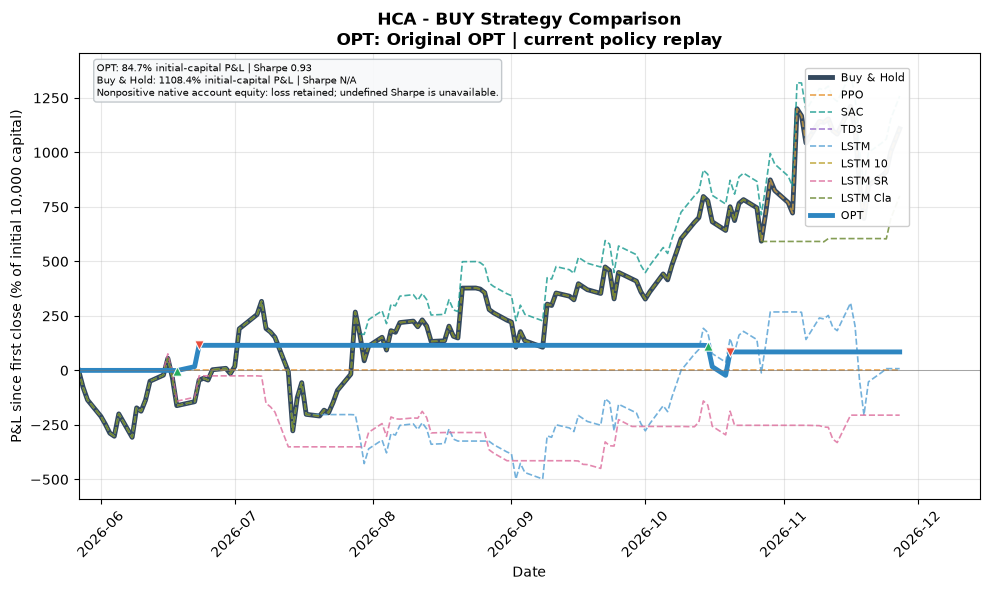 HCA - BUY Strategy Comparison
OPT: Original OPT | current policy replay
OPT: 84.7% initial-capital P&L | Sharpe 0.93
Buy & Hold: 1108.4% initial-capital P&L | Sharpe N/A
Nonpositive native account equity: loss retained; undefined Sharpe is unavailable.
Buy & Hold
PPO
SAC
TD3
LSTM
LSTM 10
LSTM SR
LSTM Cla
OPT
P&L since first close (% of initial 10,000 capital)
1250
1000
750
500
250
0
−250
−500
2026-06
2026-07
2026-08
2026-09
2026-10
2026-11
2026-12
Date